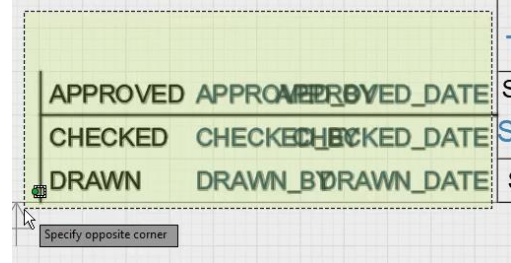 APPROVED APPROVED_BY APPROVED_DATE S
CHECKED CHECKED_BY CHECKED_DATE S
DRAWN DRAWN_BY DRAWN_DATE S
Specify opposite corner